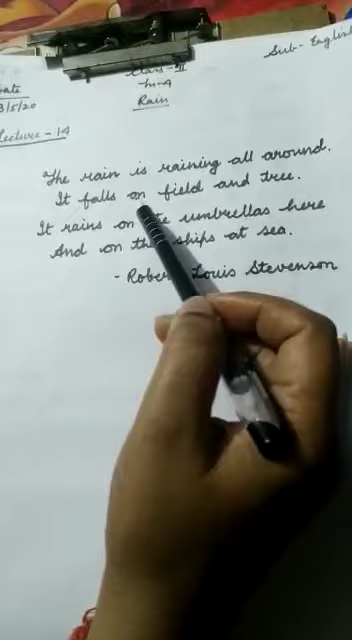 Sub- English
Class - II
Date
3/5/20
Rain
Lecture - 14
The rain is raining all around.
It falls on field and tree.
It rains on umbrellas here
And on ships at sea.
- Louis Stevenson